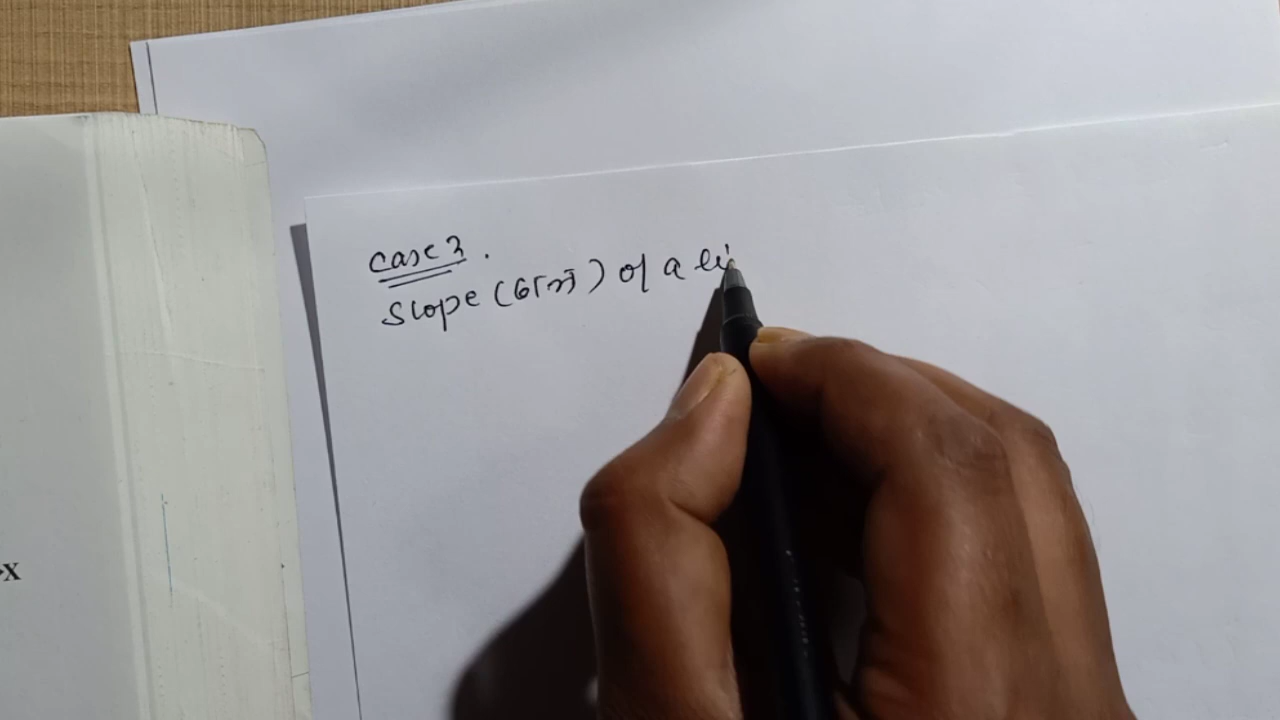 Case 3.
Slope (ढाल) of a li
x